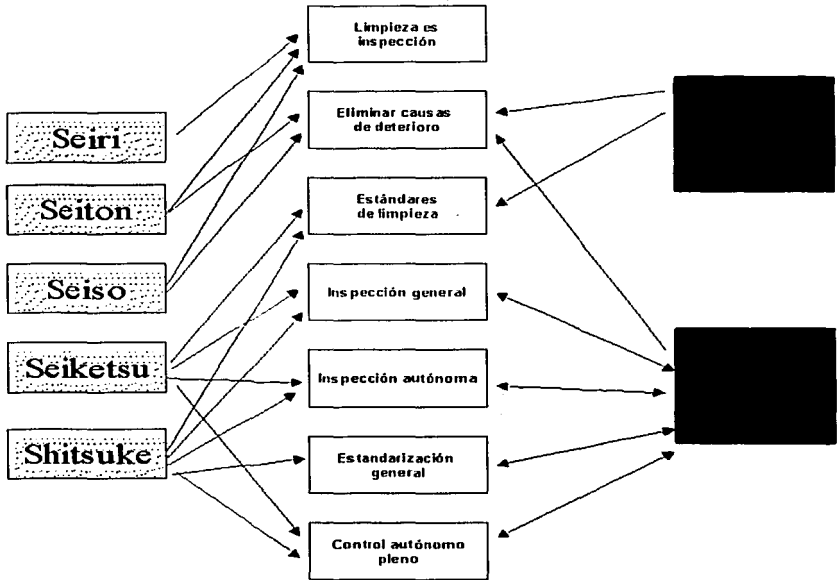 Seiri
Seiton
Seiso
Seiketsu
Shitsuke
Limpieza es
inspección
Eliminar causas
de deterioro
Estándares
de limpieza
Inspección general
Inspección autónoma
Estandarización
general
Control autónomo
pleno